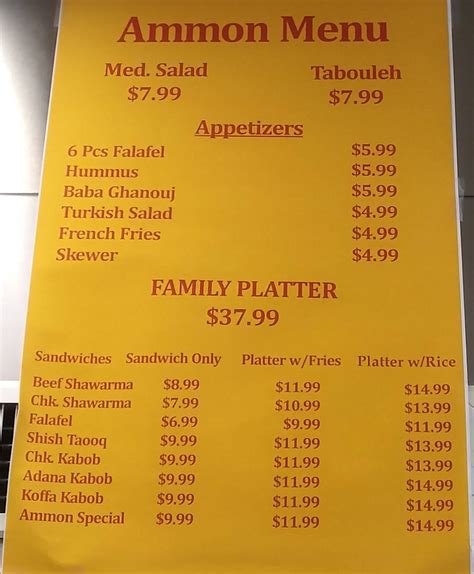 Ammon Menu
Med. Salad Tabouleh
$7.99 $7.99
Appetizers
6 Pcs Falafel $5.99
Hummus $5.99
Baba Ghanouj $5.99
Turkish Salad $4.99
French Fries $4.99
Skewer $4.99
FAMILY PLATTER
$37.99
Sandwiches Sandwich Only Platter w/Fries Platter w/Rice
Beef Shawarma $8.99 $11.99 $14.99
Chk. Shawarma $7.99 $10.99 $13.99
Falafel $6.99 $9.99 $11.99
Shish Taooq $9.99 $11.99 $13.99
Chk. Kabob $9.99 $11.99 $13.99
Adana Kabob $9.99 $11.99 $14.99
Koffa Kabob $9.99 $11.99 $14.99
Ammon Special $9.99 $11.99 $14.99